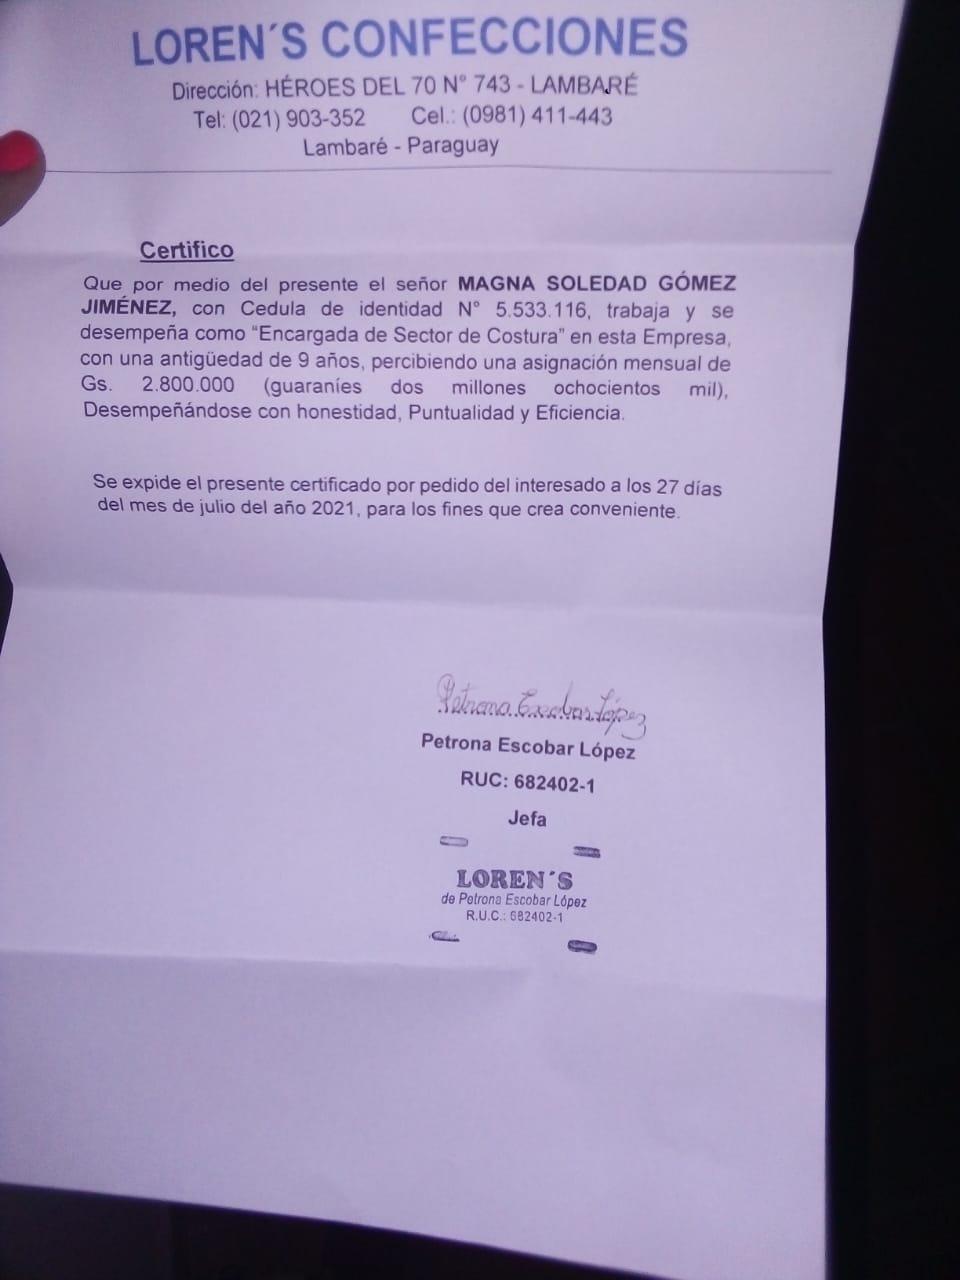 LOREN´S CONFECCIONES
Dirección: HÉROES DEL 70 N° 743 - LAMBARÉ
Tel: (021) 903-352 Cel.: (0981) 411-443
Lambaré - Paraguay
Certifico
Que por medio del presente el señor MAGNA SOLEDAD GÓMEZ
JIMÉNEZ, con Cedula de identidad N° 5.533.116, trabaja y se
desempeña como “Encargada de Sector de Costura” en esta Empresa,
con una antigüedad de 9 años, percibiendo una asignación mensual de
Gs. 2.800.000 (guaraníes dos millones ochocientos mil),
Desempeñándose con honestidad, Puntualidad y Eficiencia.
Se expide el presente certificado por pedido del interesado a los 27 días
del mes de julio del año 2021, para los fines que crea conveniente.
Petrona Escobar López
Petrona Escobar López
RUC: 682402-1
Jefa
LOREN´S
de Petrona Escobar López
R.U.C.: 682402-1